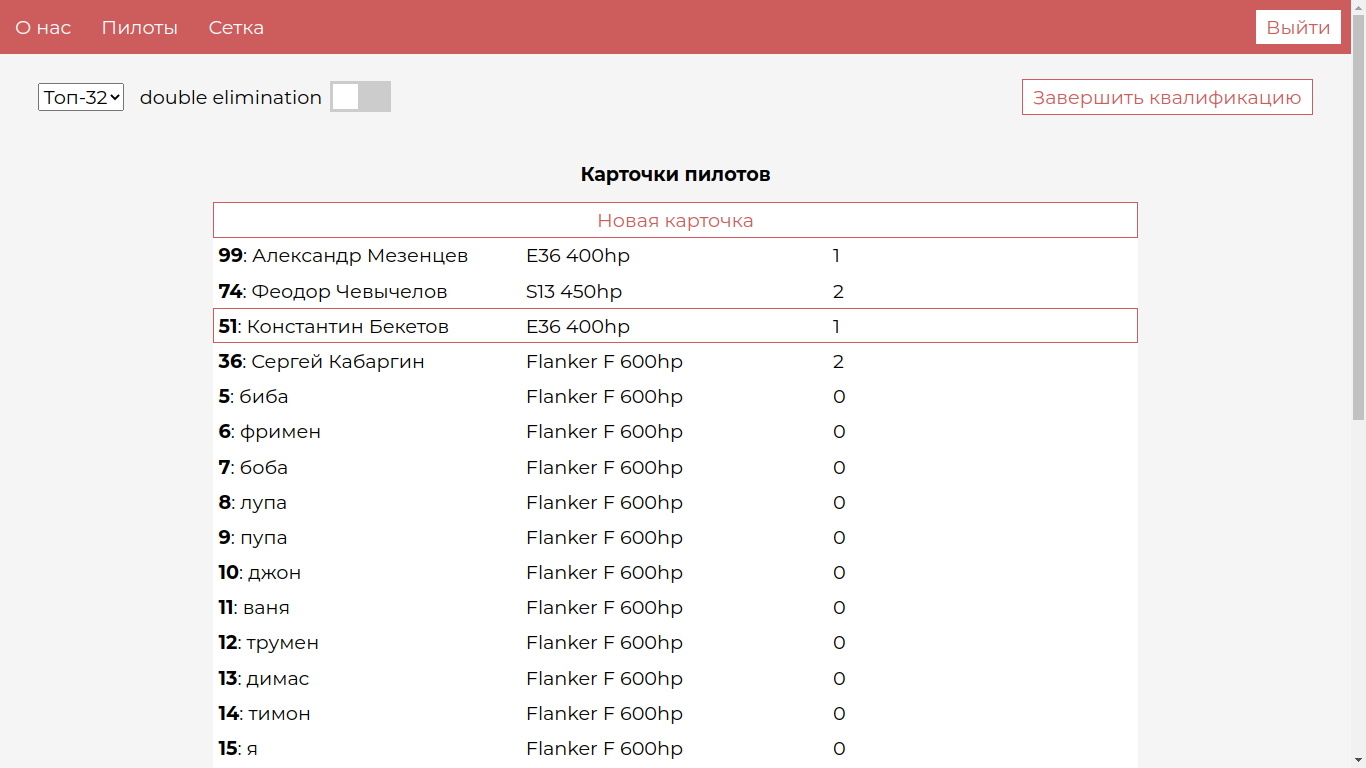 О нас Пилоты Сетка Выйти
Топ-32 double elimination Завершить квалификацию
Карточки пилотов
Новая карточка
99: Александр Мезенцев E36 400hp 1
74: Феодор Чевычелов S13 450hp 2
51: Константин Бекетов E36 400hp 1
36: Сергей Кабаргин Flanker F 600hp 2
5: биба Flanker F 600hp 0
6: фримен Flanker F 600hp 0
7: боба Flanker F 600hp 0
8: лупа Flanker F 600hp 0
9: пупа Flanker F 600hp 0
10: джон Flanker F 600hp 0
11: ваня Flanker F 600hp 0
12: трумен Flanker F 600hp 0
13: димас Flanker F 600hp 0
14: тимон Flanker F 600hp 0
15: я Flanker F 600hp 0